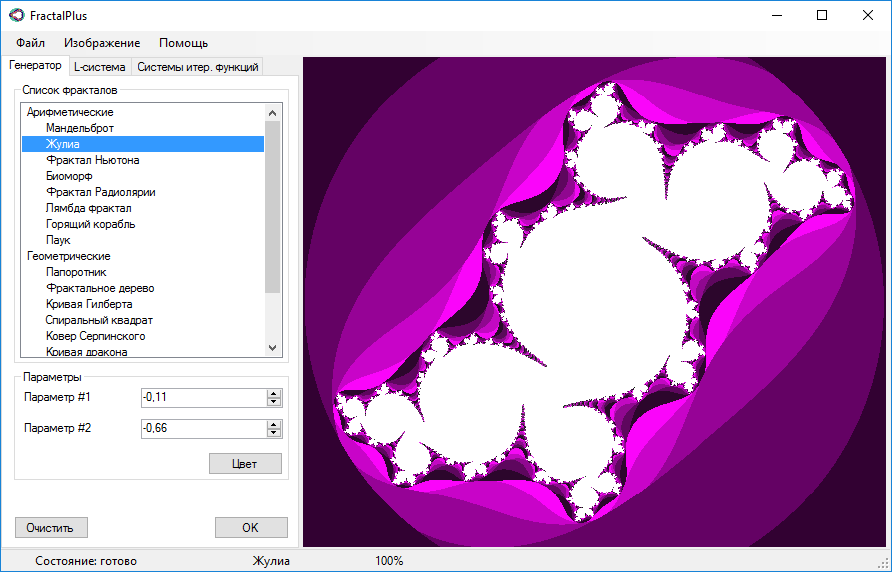 FractalPlus
Файл Изображение Помощь
Генератор L-система Системы итер. функций
Список фракталов
Арифметические
Мандельброт
Жулиа
Фрактал Ньютона
Биоморф
Фрактал Радиолярии
Лямбда фрактал
Горящий корабль
Паук
Геометрические
Папоротник
Фрактальное дерево
Кривая Гилберта
Спиральный квадрат
Ковер Серпинского
Кривая дракона
Параметры
Параметр #1 -0,11
Параметр #2 -0,66
Цвет
Очистить OK
Состояние: готово Жулиа 100%